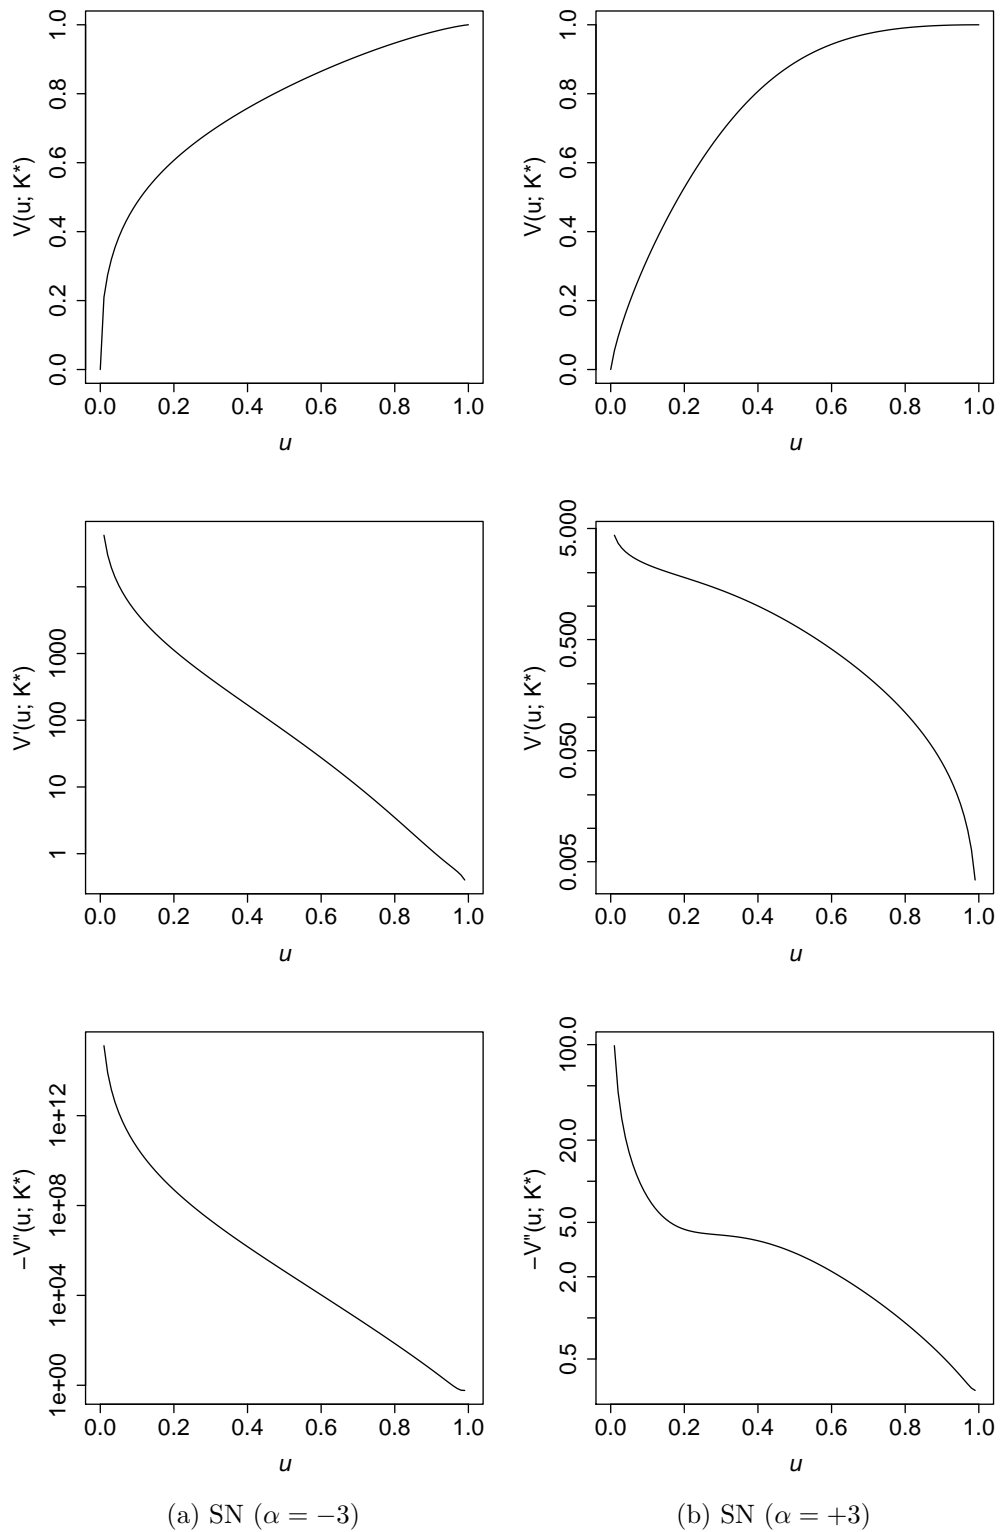 V(u; K*)
1.0
0.8
0.6
0.4
0.2
0.0
0.0 0.2 0.4 0.6 0.8 1.0
u
V(u; K*)
1.0
0.8
0.6
0.4
0.2
0.0
0.0 0.2 0.4 0.6 0.8 1.0
u
V'(u; K*)
1000
100
10
1
0.0 0.2 0.4 0.6 0.8 1.0
u
V'(u; K*)
5.000
0.500
0.050
0.005
0.0 0.2 0.4 0.6 0.8 1.0
u
−V"(u; K*)
1e+12
1e+08
1e+04
1e+00
0.0 0.2 0.4 0.6 0.8 1.0
u
−V"(u; K*)
100.0
20.0
5.0
2.0
0.5
0.0 0.2 0.4 0.6 0.8 1.0
u
(a) SN (α = −3)
(b) SN (α = +3)